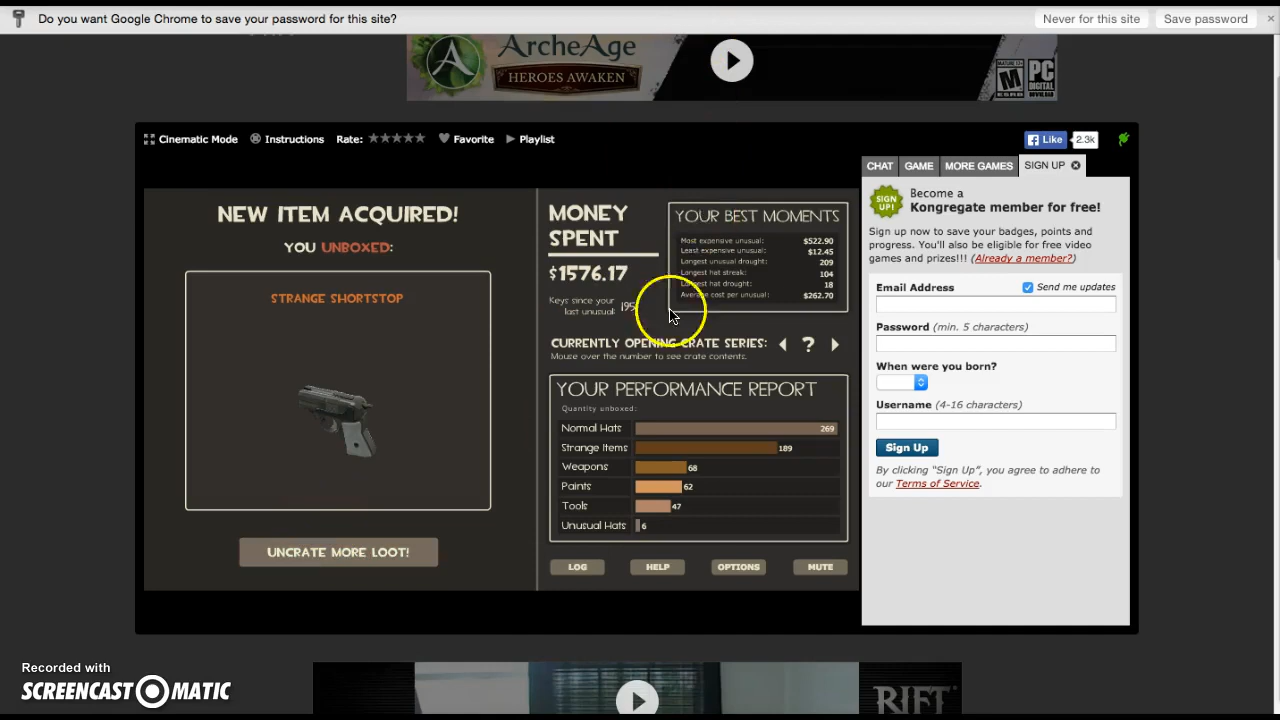 Do you want Google Chrome to save your password for this site?
Never for this site
Save password
ARCHEAGE
HEROES AWAKEN
PC
Cinematic Mode
Instructions
Rate:
Favorite
Playlist
Like
2.3k
CHAT
GAME
MORE GAMES
SIGN UP
NEW ITEM ACQUIRED!
YOU UNBOXED:
STRANGE SHORTSTOP
UNCRATE MORE LOOT!
MONEY
SPENT
$1576.17
Keys since your
last unusual:
YOUR BEST MOMENTS
Most expensive unusual: $522.90
Least expensive unusual: $12.45
Longest unusual drought: 209
Longest hat streak: 104
Longest hat drought: 18
Average cost per unusual: $262.70
CURRENTLY OPENING CRATE SERIES: ?
Mouse over the number to see crate contents.
YOUR PERFORMANCE REPORT
Quantity unboxed:
Normal Hats 269
Strange Items 189
Weapons 68
Paints 62
Tools 47
Unusual Hats 6
LOG
HELP
OPTIONS
MUTE
SIGN UP!
Become a
Kongregate member for free!
Sign up now to save your badges, points and
progress. You'll also be eligible for free video
games and prizes!!! (Already a member?)
Email Address
Send me updates
Password (min. 5 characters)
When were you born?
Username (4-16 characters)
Sign Up
By clicking "Sign Up", you agree to adhere to
our Terms of Service.
Recorded with
SCREENCAST MATIC
RIFT